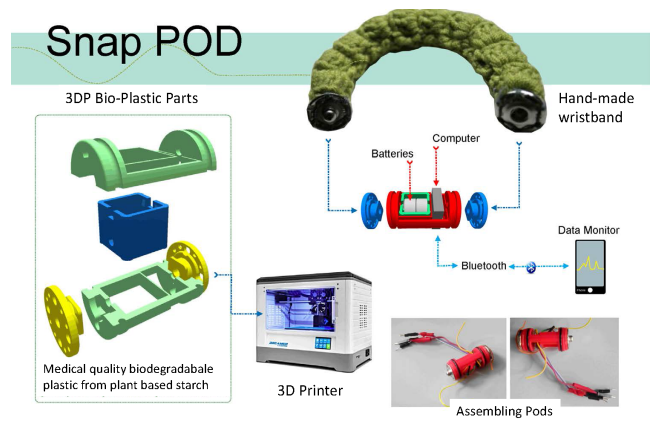 Snap POD
3DP Bio-Plastic Parts
Hand-made
wristband
Computer
Batteries
Data Monitor
Bluetooth
Medical quality biodegradabale
plastic from plant based starch
3D Printer
Assembling Pods